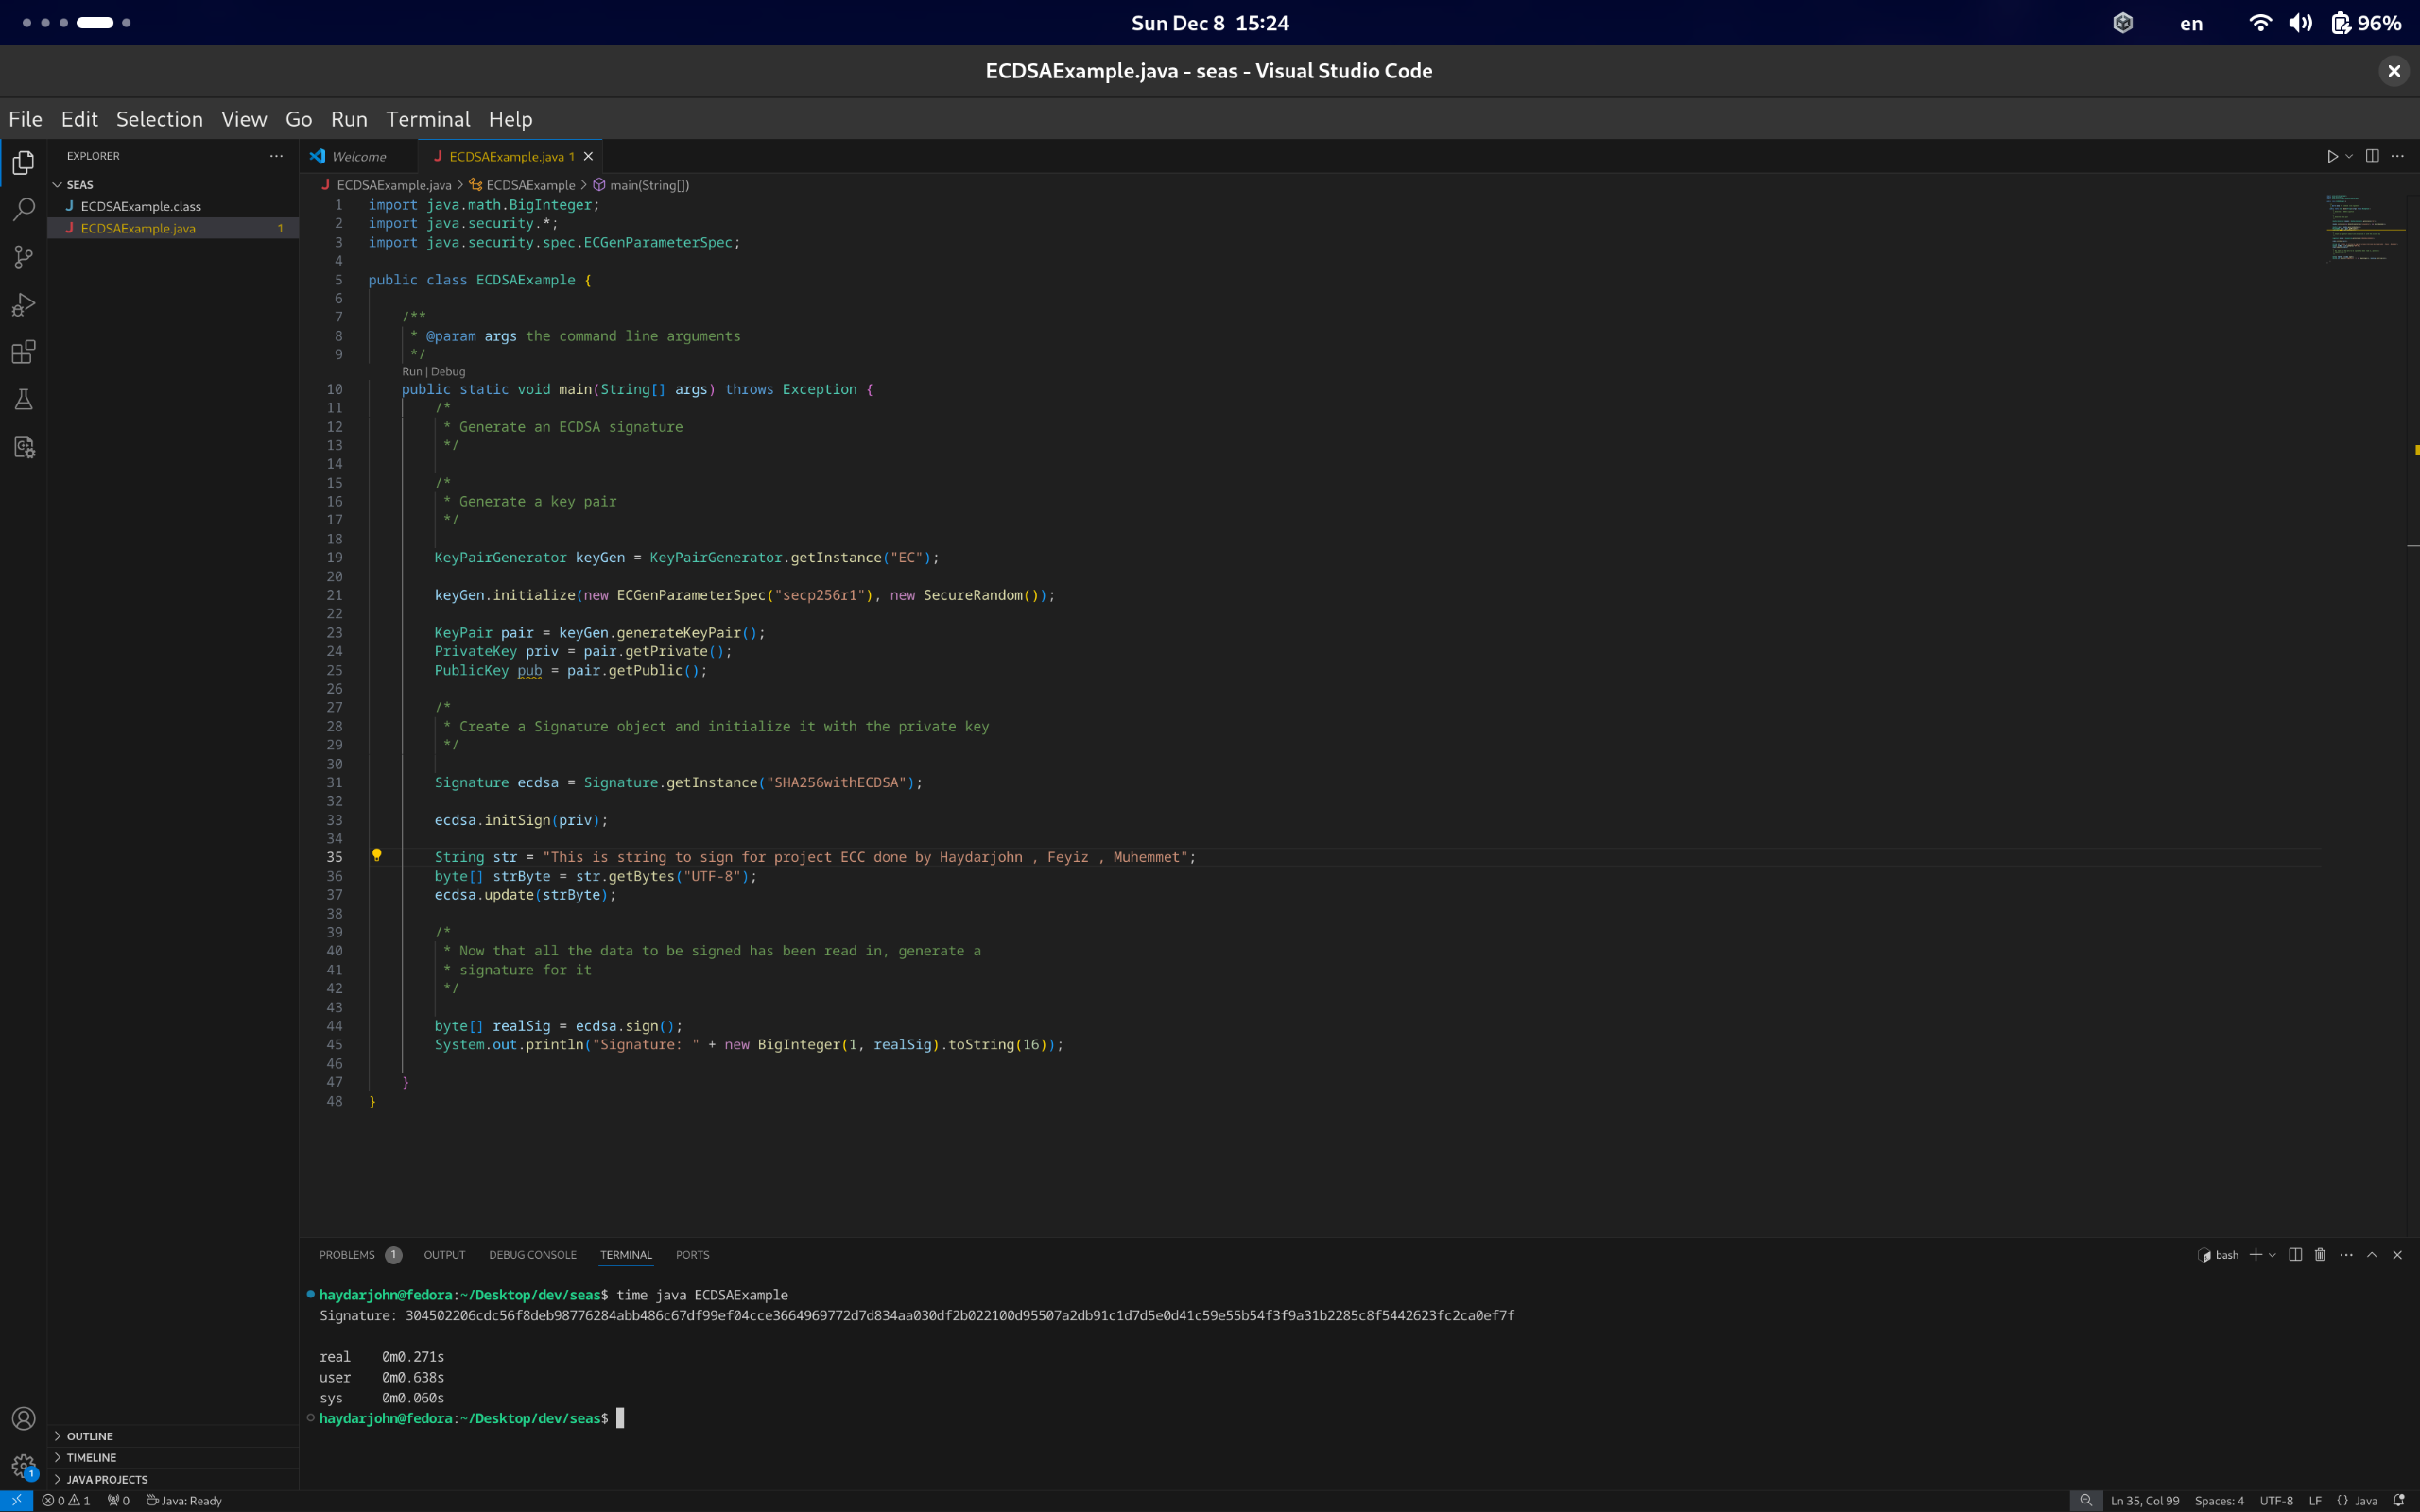 Sun Dec 8 15:24
en
96%
ECDSAExample.java - seas - Visual Studio Code
File Edit Selection View Go Run Terminal Help
EXPLORER
SEAS
J ECDSAExample.class
J ECDSAExample.java 1
OUTLINE
TIMELINE
JAVA PROJECTS
Welcome
J ECDSAExample.java 1
J ECDSAExample.java > ECDSAExample > main(String[])
1 import java.math.BigInteger;
2 import java.security.*;
3 import java.security.spec.ECGenParameterSpec;
4
5 public class ECDSAExample {
6
7 /**
8 * @param args the command line arguments
9 */
Run | Debug
10 public static void main(String[] args) throws Exception {
11 /*
12 * Generate an ECDSA signature
13 */
14
15 /*
16 * Generate a key pair
17 */
18
19 KeyPairGenerator keyGen = KeyPairGenerator.getInstance("EC");
20
21 keyGen.initialize(new ECGenParameterSpec("secp256r1"), new SecureRandom());
22
23 KeyPair pair = keyGen.generateKeyPair();
24 PrivateKey priv = pair.getPrivate();
25 PublicKey pub = pair.getPublic();
26
27 /*
28 * Create a Signature object and initialize it with the private key
29 */
30
31 Signature ecdsa = Signature.getInstance("SHA256withECDSA");
32
33 ecdsa.initSign(priv);
34
35 String str = "This is string to sign for project ECC done by Haydarjohn , Feyiz , Muhemmet";
36 byte[] strByte = str.getBytes("UTF-8");
37 ecdsa.update(strByte);
38
39 /*
40 * Now that all the data to be signed has been read in, generate a
41 * signature for it
42 */
43
44 byte[] realSig = ecdsa.sign();
45 System.out.println("Signature: " + new BigInteger(1, realSig).toString(16));
46
47 }
48 }
PROBLEMS 1 OUTPUT DEBUG CONSOLE TERMINAL PORTS
bash
haydarjohn@fedora:~/Desktop/dev/seas$ time java ECDSAExample
Signature: 304502206cdc56f8deb98776284abb486c67df99ef04cce3664969772d7d834aa030df2b022100d95507a2db91c1d7d5e0d41c59e55b54f3f9a31b2285c8f5442623fc2ca0ef7f
real 0m0.271s
user 0m0.638s
sys 0m0.060s
haydarjohn@fedora:~/Desktop/dev/seas$
1
0 1 0 Java: Ready
Ln 35, Col 99 Spaces: 4 UTF-8 LF {} Java